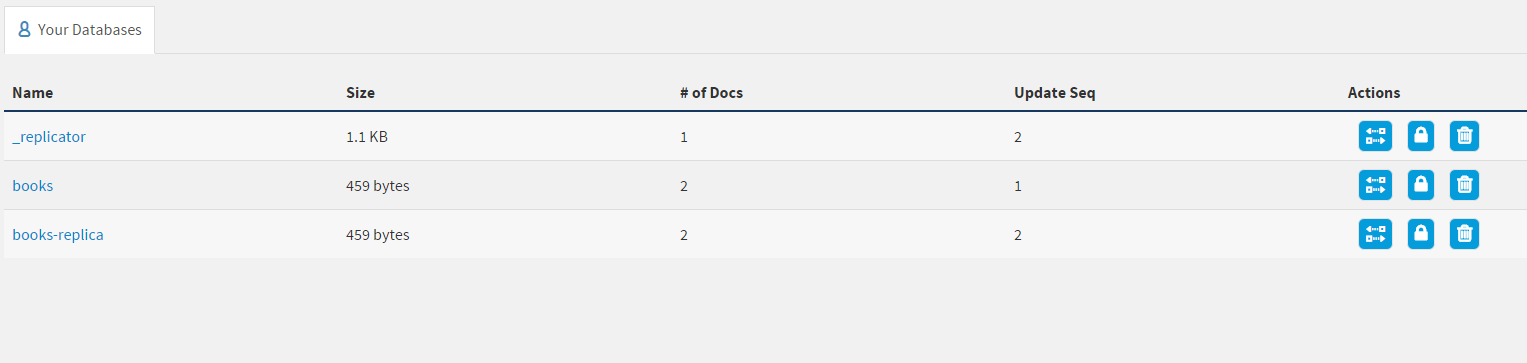 Your Databases
Name Size # of Docs Update Seq Actions
_replicator 1.1 KB 1 2
books 459 bytes 2 1
books-replica 459 bytes 2 2